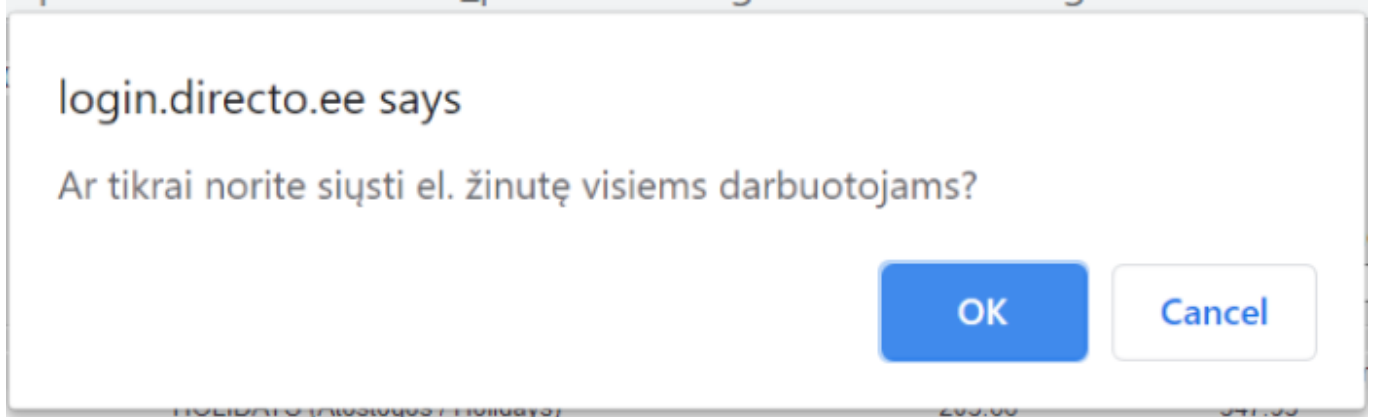 login.directo.ee says
Ar tikrai norite siųsti el. žinutę visiems darbuotojams?
OK Cancel